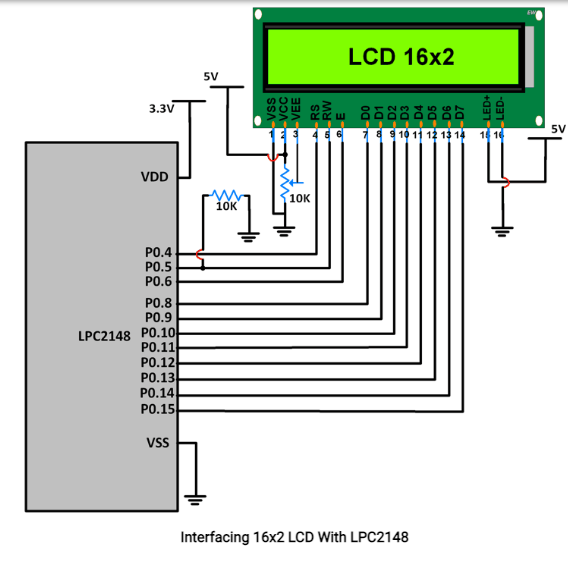 EW
LCD 16x2
5V
3.3V
VSS VCC VEE RS RW E D0 D1 D2 D3 D4 D5 D6 D7 LED+ LED-
1 2 3 4 5 6 7 8 9 10 11 12 13 14 15 16
5V
VDD
10K
10K
P0.4
P0.5
P0.6
P0.8
P0.9
P0.10
LPC2148
P0.11
P0.12
P0.13
P0.14
P0.15
VSS
Interfacing 16x2 LCD With LPC2148